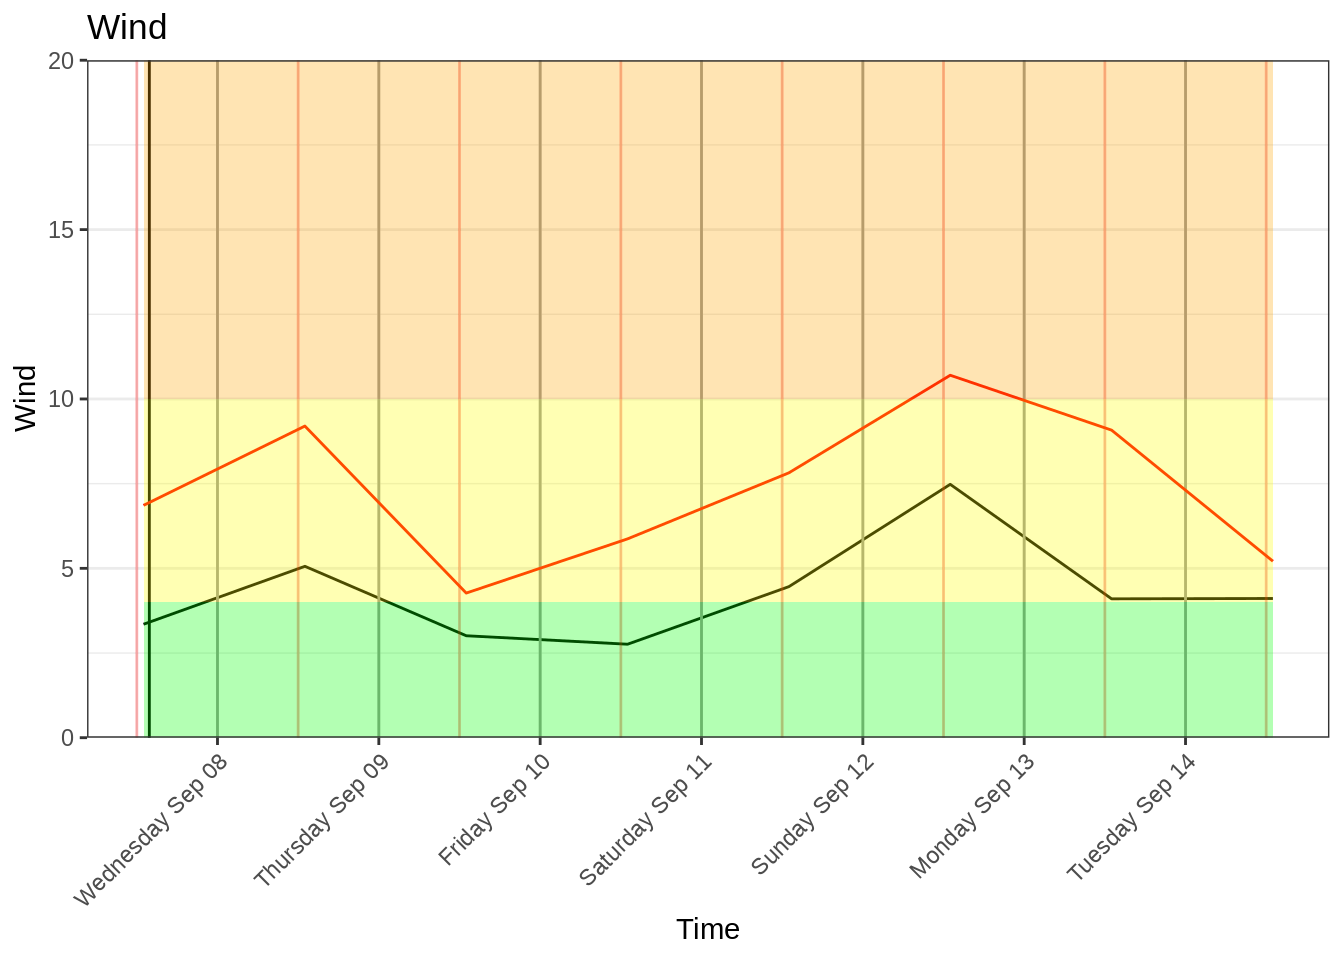 Wind
20
15
10
5
0
Wind
Wednesday Sep 08
Thursday Sep 09
Friday Sep 10
Saturday Sep 11
Sunday Sep 12
Monday Sep 13
Tuesday Sep 14
Time